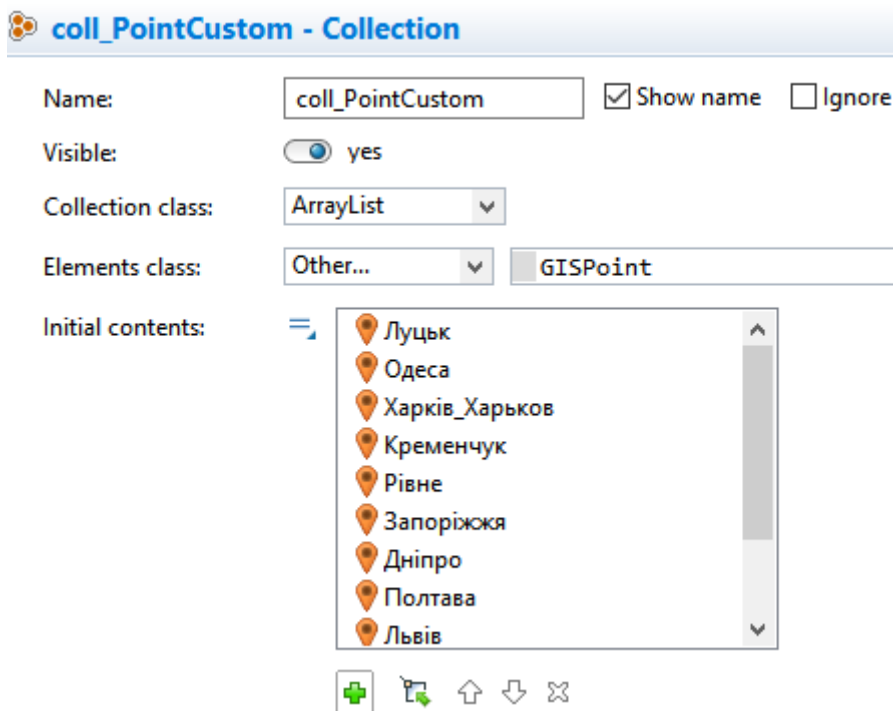 coll_PointCustom - Collection
Name: coll_PointCustom Show name Ignore
Visible: yes
Collection class: ArrayList
Elements class: Other... GISPoint
Initial contents: Луцьк
Одеса
Харків_Харьков
Кременчук
Рівне
Запоріжжя
Дніпро
Полтава
Львів